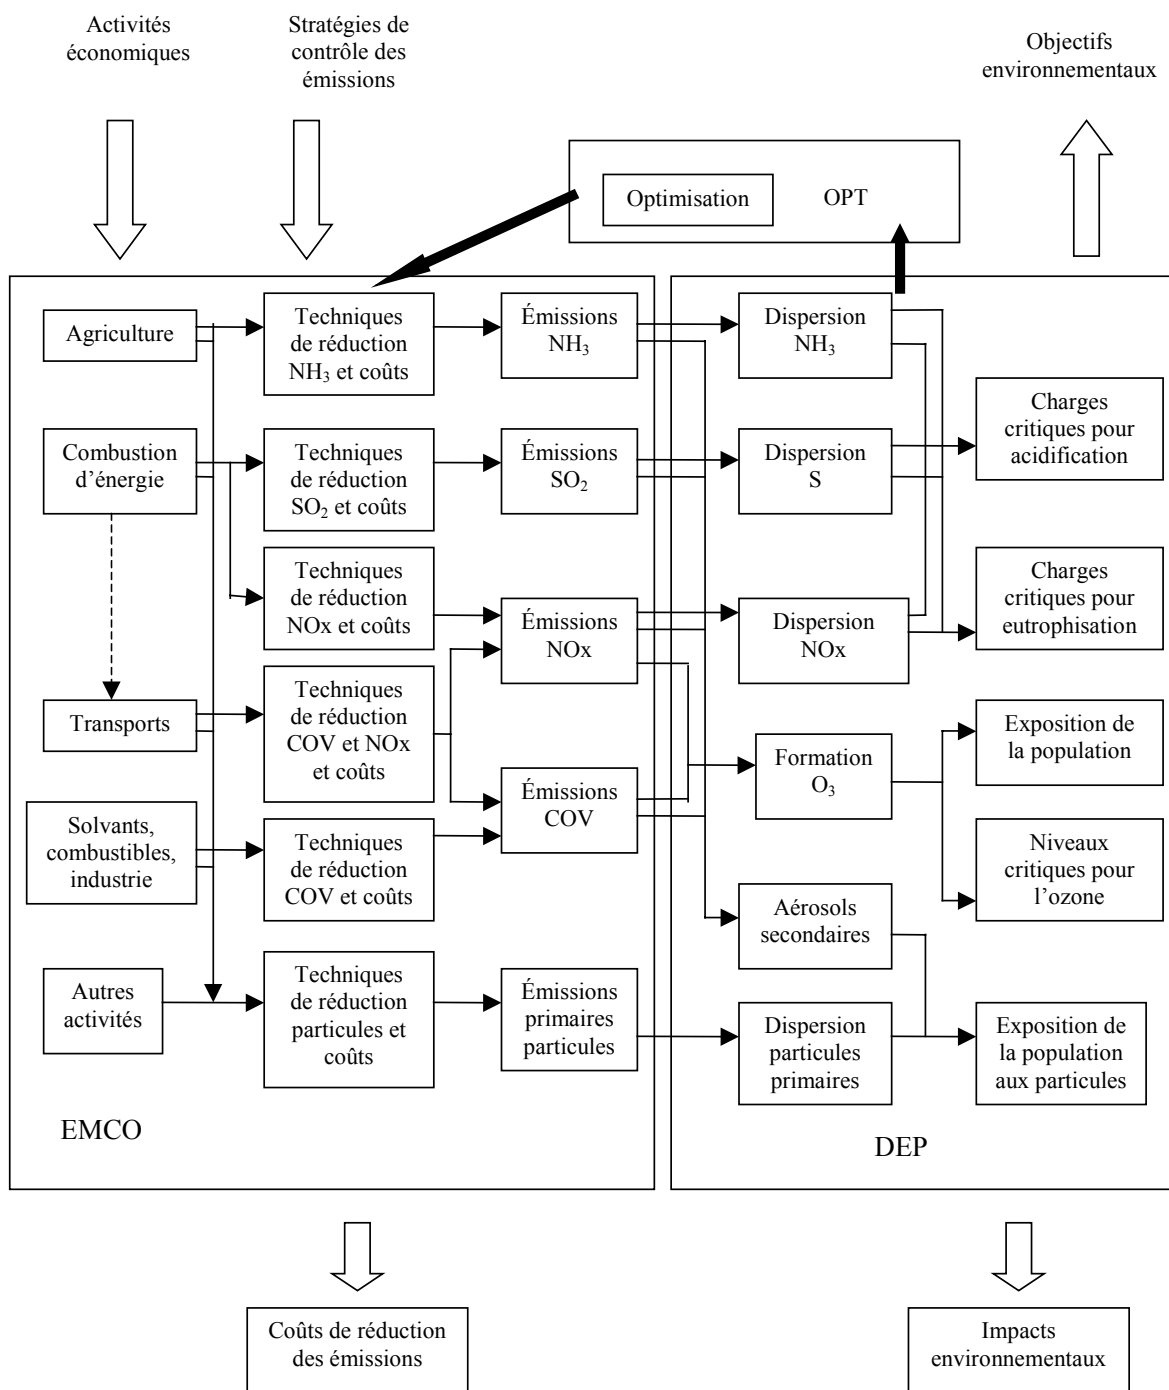 Activités
économiques
Stratégies de
contrôle des
émissions
Objectifs
environnementaux
Optimisation
OPT
Agriculture
Techniques
de réduction
NH₃ et coûts
Émissions
NH₃
Dispersion
NH₃
Charges
critiques pour
acidification
Combustion
d’énergie
Techniques
de réduction
SO₂ et coûts
Émissions
SO₂
Dispersion
S
Techniques
de réduction
NOx et coûts
Émissions
NOx
Dispersion
NOx
Charges
critiques pour
eutrophisation
Transports
Techniques
de réduction
COV et NOx
et coûts
Émissions
COV
Formation
O₃
Exposition de
la population
Solvants,
combustibles,
industrie
Techniques
de réduction
COV et coûts
Niveaux
critiques pour
l’ozone
Aérosols
secondaires
Autres
activités
Techniques
de réduction
particules et
coûts
Émissions
primaires
particules
Dispersion
particules
primaires
Exposition de
la population
aux particules
EMCO
DEP
Coûts de réduction
des émissions
Impacts
environnementaux